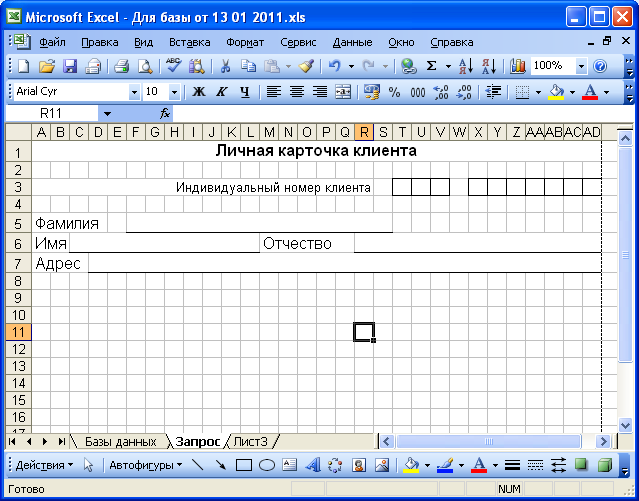 Microsoft Excel - Для базы от 13 01 2011.xls
Файл Правка Вид Вставка Формат Сервис Данные Окно Справка
100%
Arial Cyr 10 Ж К Ч % 000
R11 fx
A B C D E F G H I J K L M N O P Q R S T U V W X Y Z AA AB AC AD
1 Личная карточка клиента
2
3 Индивидуальный номер клиента
4
5 Фамилия
6 Имя Отчество
7 Адрес
8
9
10
11
12
13
14
15
16
17
Базы данных Запрос Лист3
Действия Автофигуры
Готово NUM